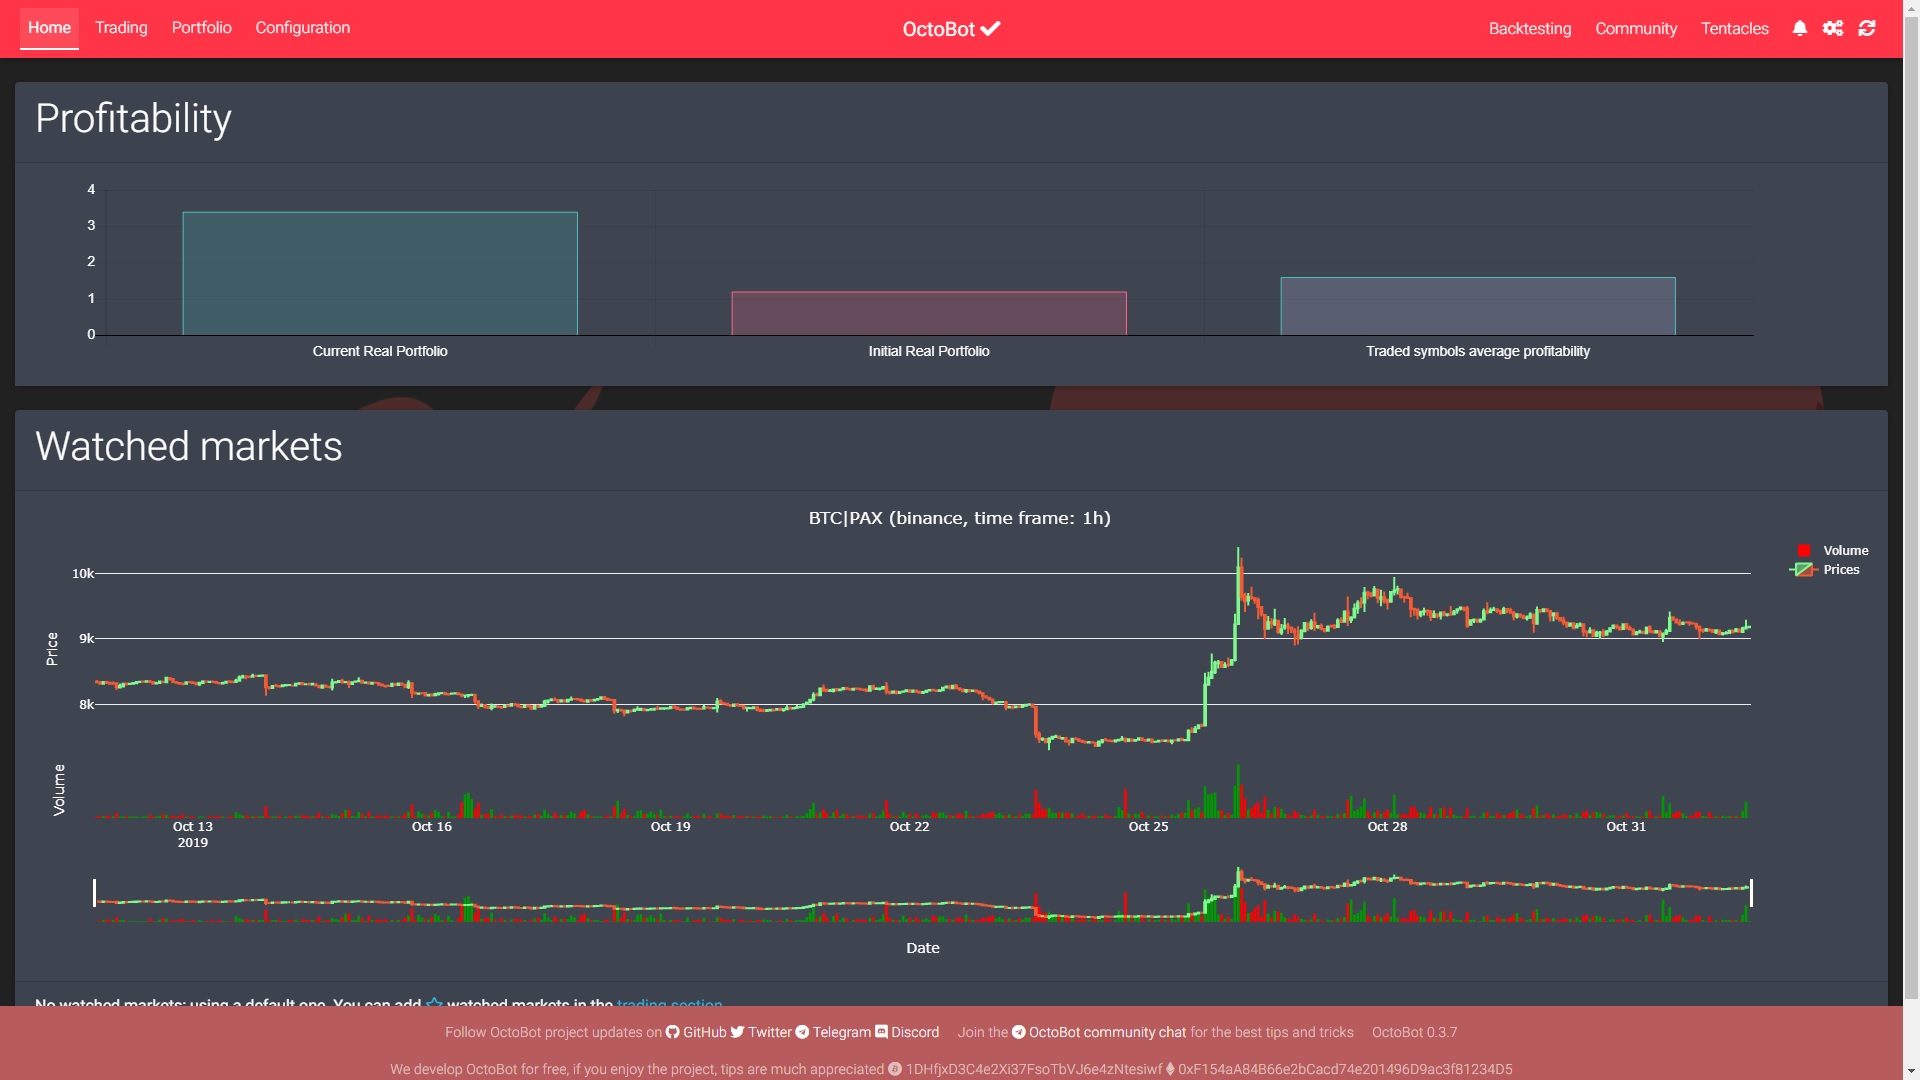 Home Trading Portfolio Configuration OctoBot Backtesting Community Tentacles
Profitability
4
3
2
1
0
Current Real Portfolio Initial Real Portfolio Traded symbols average profitability
Watched markets
BTC|PAX (binance, time frame: 1h)
Volume
Prices
10k
9k
8k
Price
Volume
Oct 13 Oct 16 Oct 19 Oct 22 Oct 25 Oct 28 Oct 31
2019
Date
No watched markets: using a default one. You can add watched markets in the trading section
Follow OctoBot project updates on GitHub Twitter Telegram Discord Join the OctoBot community chat for the best tips and tricks OctoBot 0.3.7
We develop OctoBot for free, if you enjoy the project, tips are much appreciated 1DHfjxD3C4e2Xi37FsoTbVJ6e4zNtesiwf 0xF154aA84B66e2bCacd74e201496D9ac3f81234D5